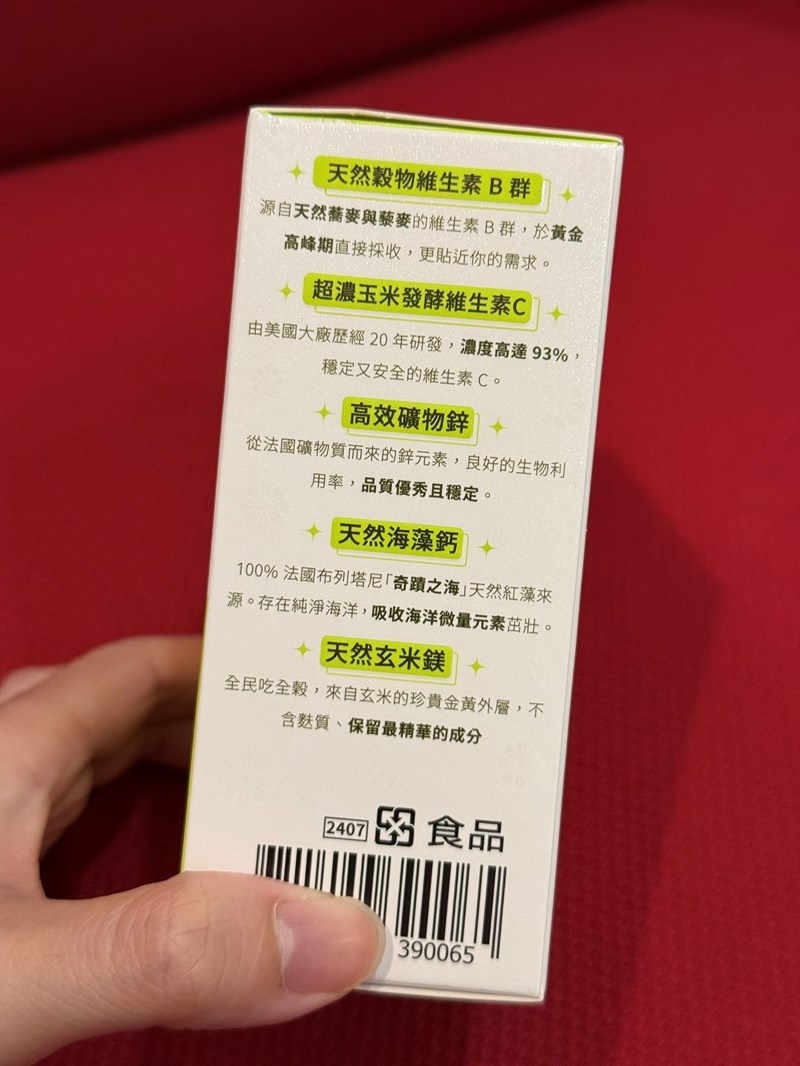 天然穀物維生素 B 群
源自天然蕎麥與藜麥的維生素 B 群，於黃金
高峰期直接採收，更貼近你的需求。
超濃玉米發酵維生素C
由美國大廠歷經 20 年研發，濃度高達 93%，
穩定又安全的維生素 C。
高效礦物鋅
從法國礦物質而來的鋅元素，良好的生物利
用率，品質優秀且穩定。
天然海藻鈣
100% 法國布列塔尼「奇蹟之海」天然紅藻來
源。存在純淨海洋，吸收海洋微量元素茁壯。
天然玄米鎂
全民吃全穀，來自玄米的珍貴金黃外層，不
含麩質、保留最精華的成分
2407 食品
390065